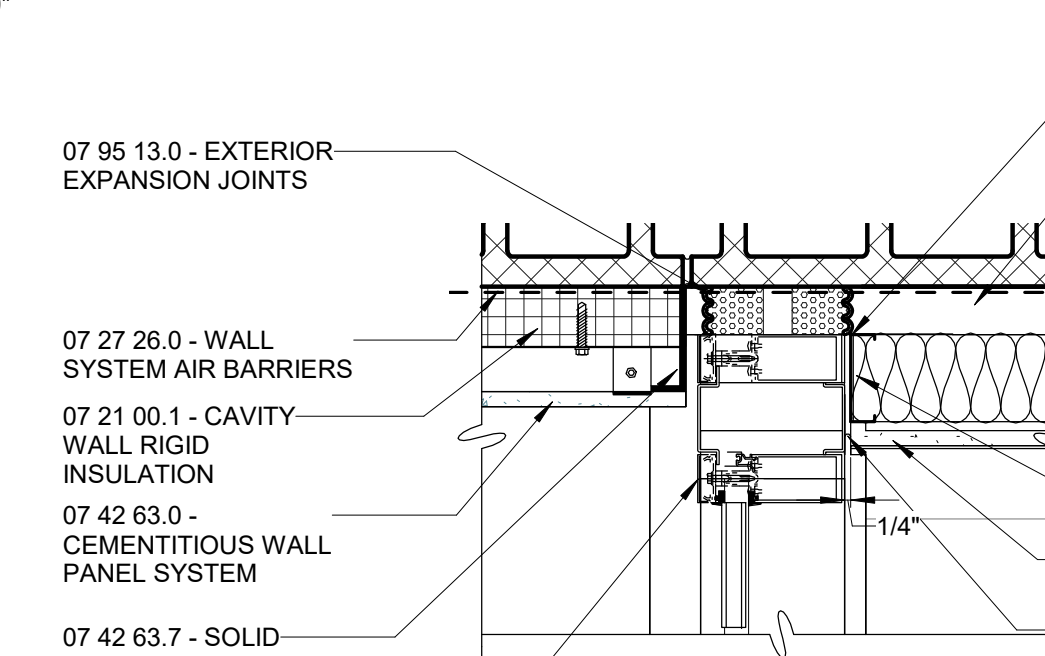 07 95 13.0 - EXTERIOR
EXPANSION JOINTS
07 27 26.0 - WALL
SYSTEM AIR BARRIERS
07 21 00.1 - CAVITY
WALL RIGID
INSULATION
07 42 63.0 -
CEMENTITIOUS WALL
PANEL SYSTEM
1/4"
07 42 63.7 - SOLID